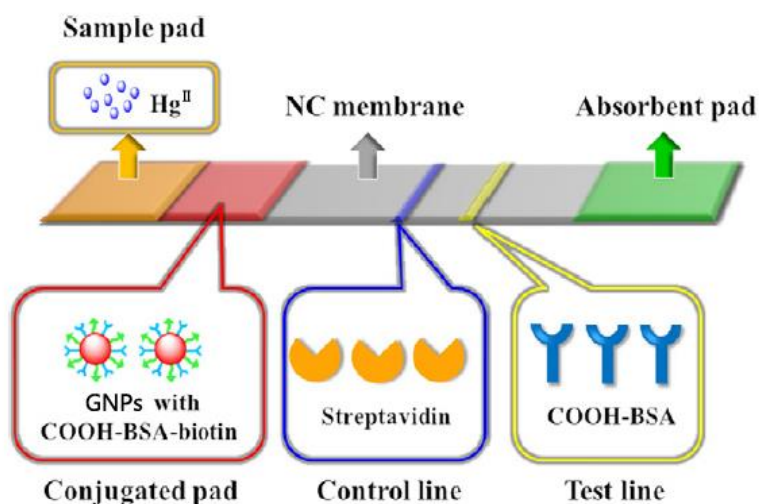 Sample pad
Hg^II
NC membrane
Absorbent pad
GNPs with
COOH-BSA-biotin
Streptavidin
COOH-BSA
Conjugated pad
Control line
Test line